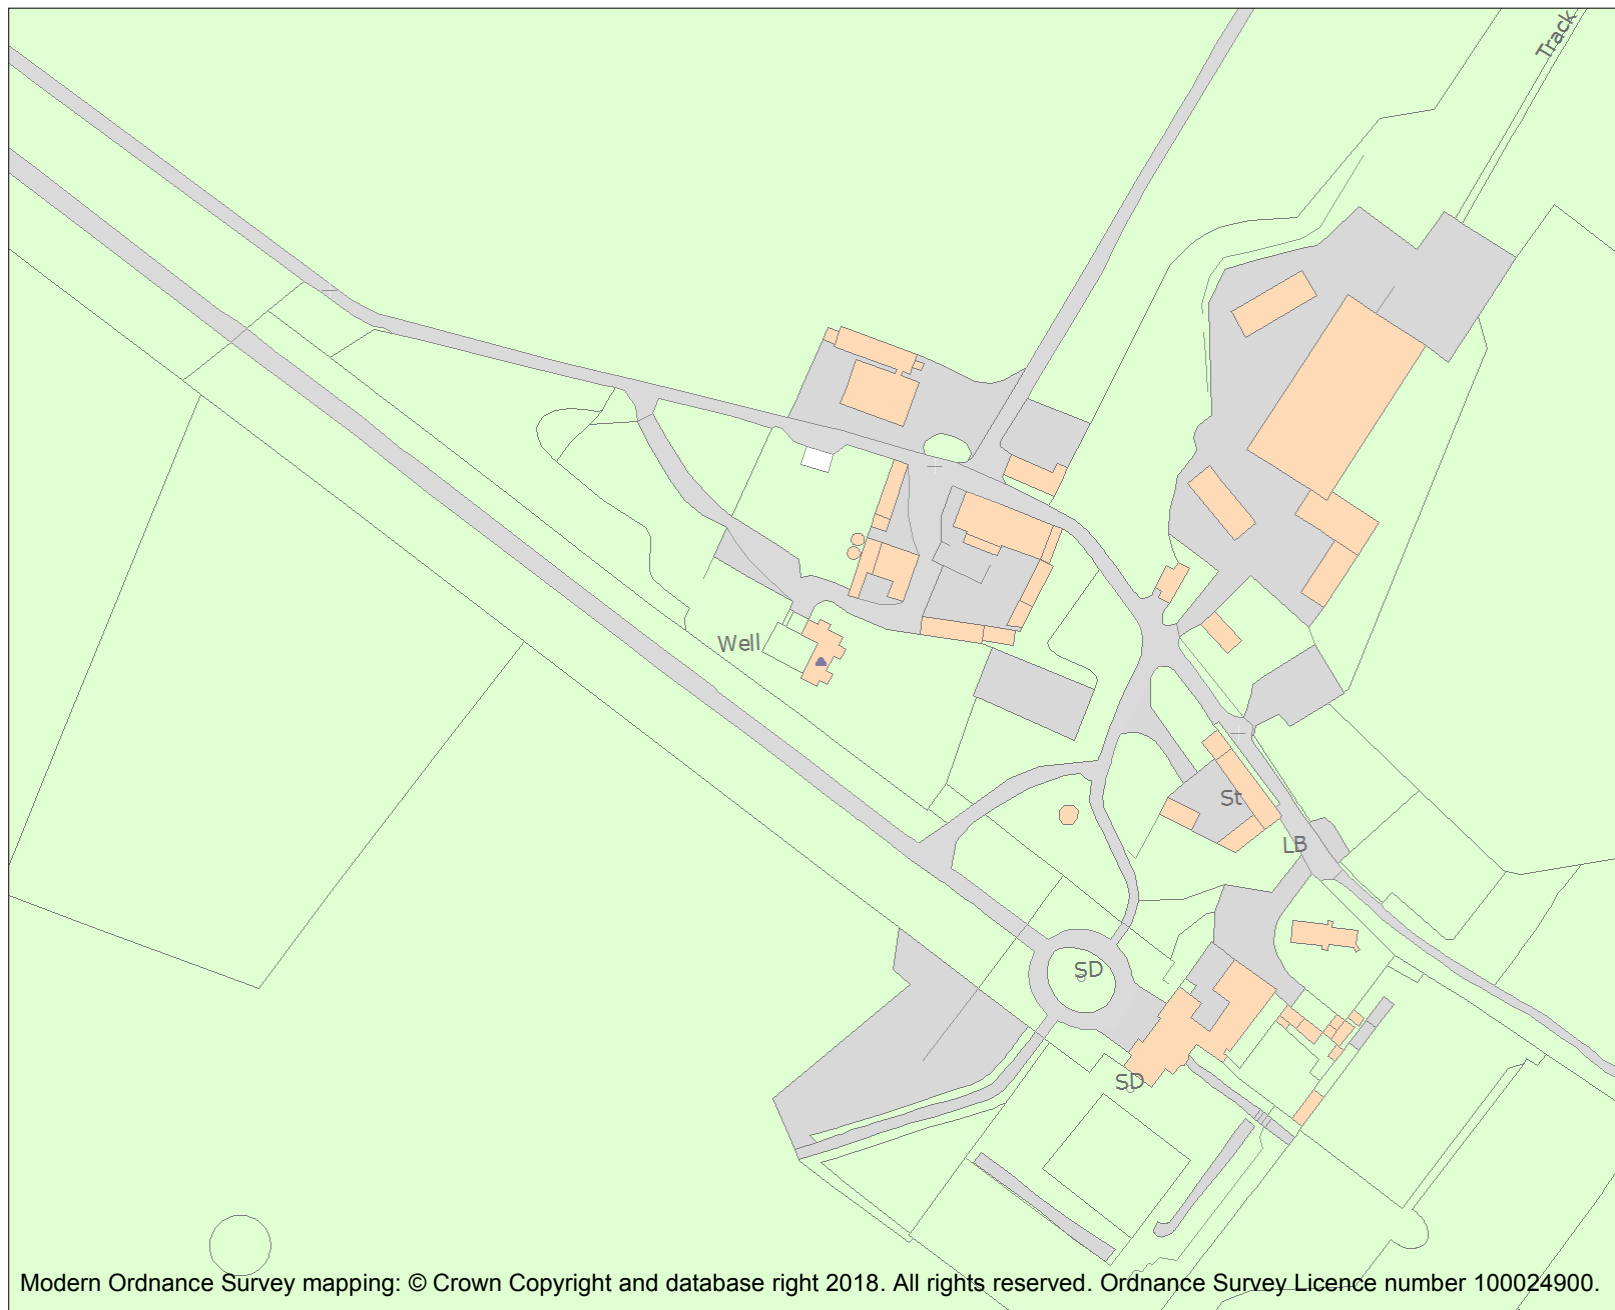 Track
Well
St
LB
SD
SD
Modern Ordnance Survey mapping: © Crown Copyright and database right 2018. All rights reserved. Ordnance Survey Licence number 100024900.